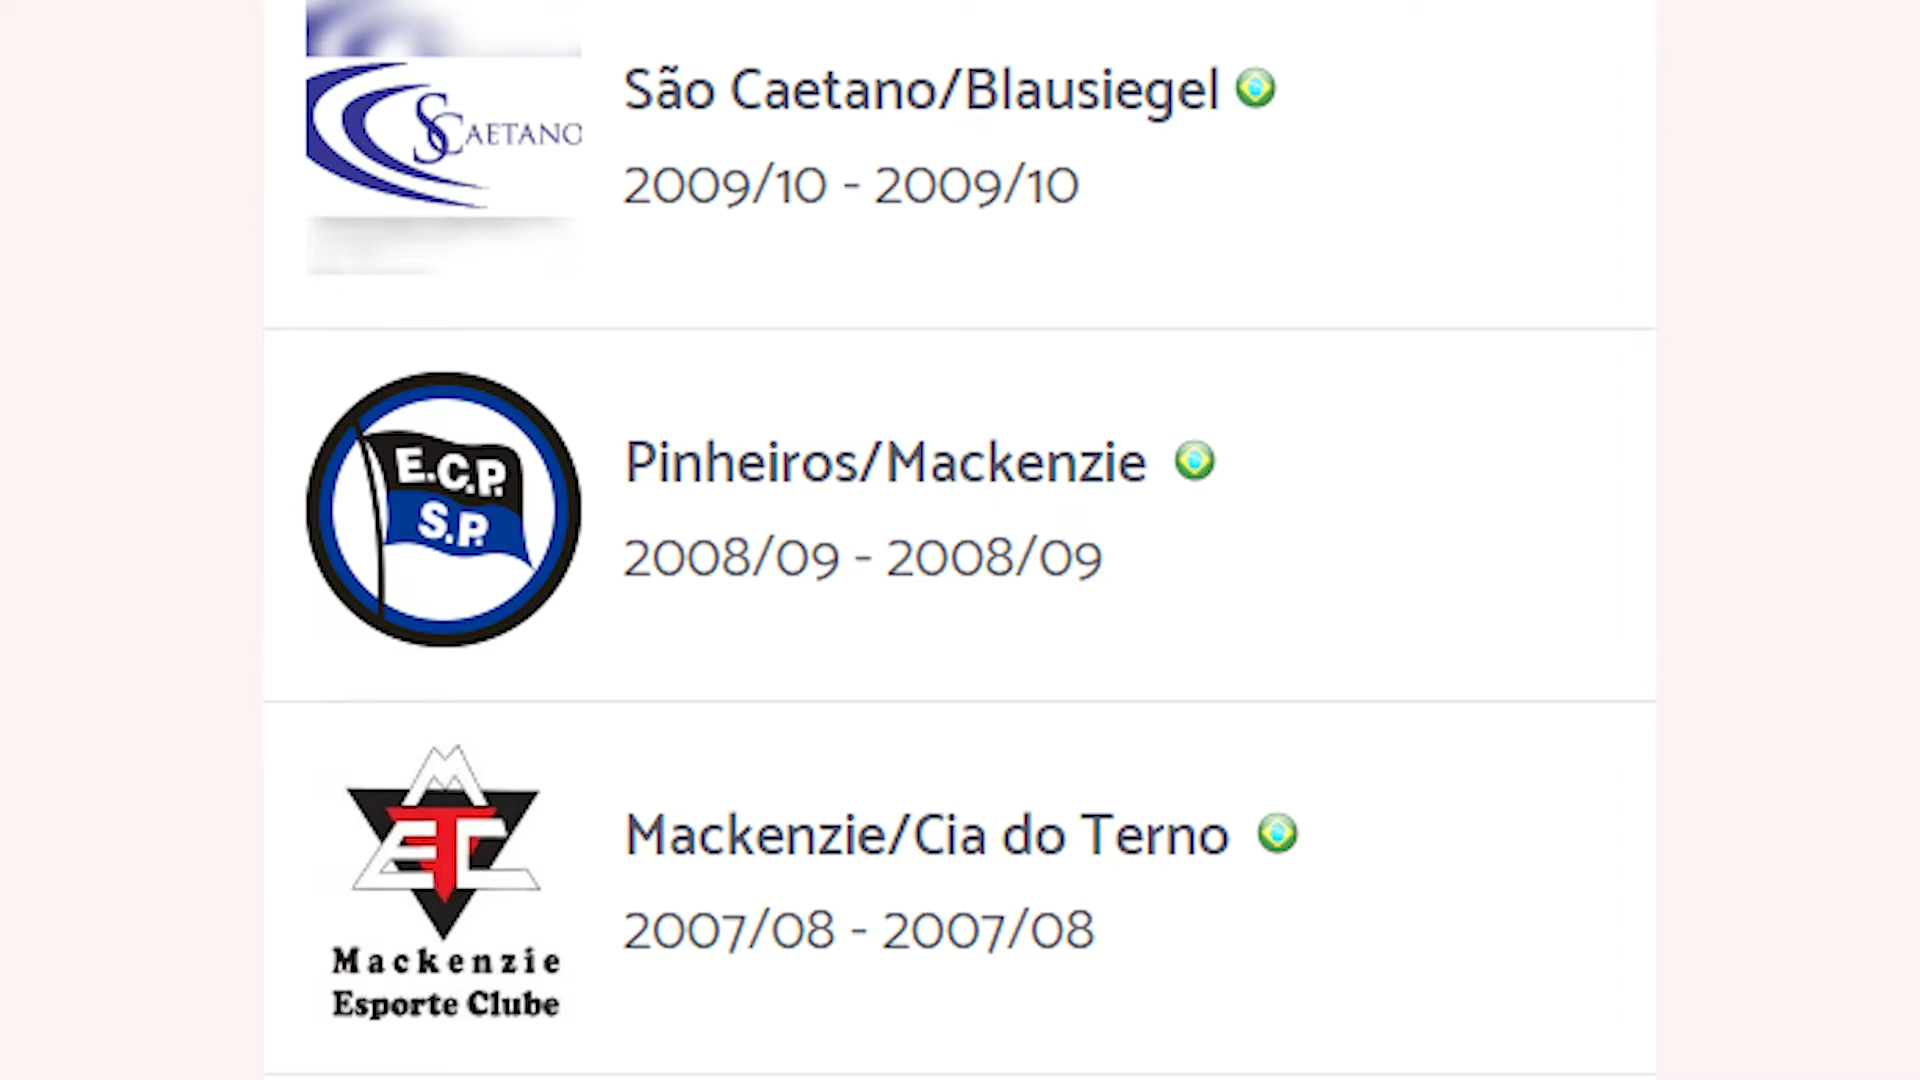 SCAETANO
São Caetano/Blausiegel
2009/10 - 2009/10
E.C.P.
S.P.
Pinheiros/Mackenzie
2008/09 - 2008/09
METC
Mackenzie
Esporte Clube
Mackenzie/Cia do Terno
2007/08 - 2007/08